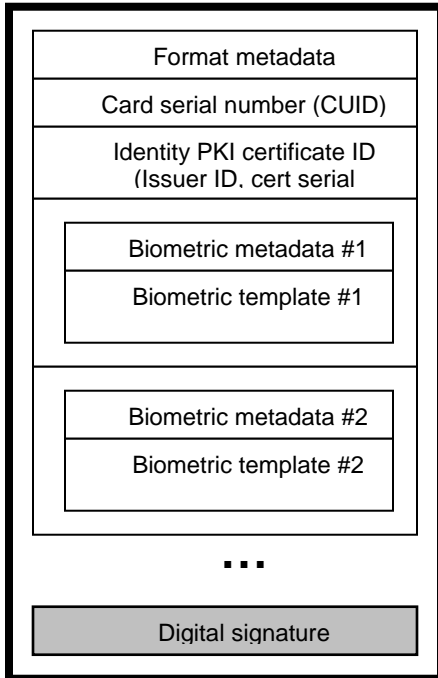 Format metadata
Card serial number (CUID)
Identity PKI certificate ID
(Issuer ID, cert serial
Biometric metadata #1
Biometric template #1
Biometric metadata #2
Biometric template #2
...
Digital signature